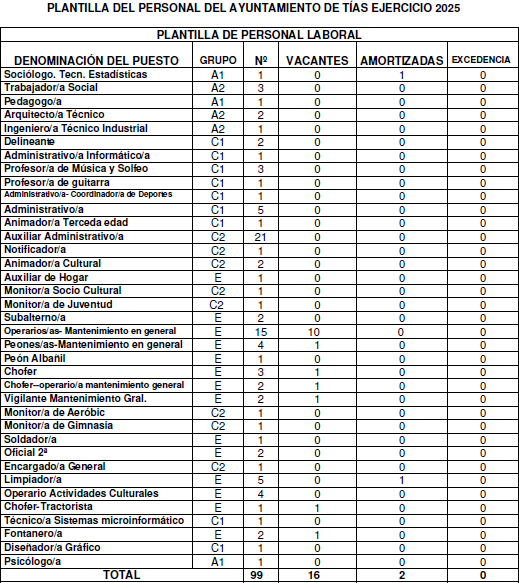 PLANTILLA DEL PERSONAL DEL AYUNTAMIENTO DE TÍAS EJERCICIO 2025
PLANTILLA DE PERSONAL LABORAL
DENOMINACIÓN DEL PUESTO GRUPO Nº VACANTES AMORTIZADAS EXCEDENCIA
Sociólogo. Tecn. Estadísticas A1 1 0 1 0
Trabajador/a Social A2 3 0 0 0
Pedagogo/a A1 1 0 0 0
Arquitecto/a Técnico A2 2 0 0 0
Ingeniero/a Técnico Industrial A2 1 0 0 0
Delineante C1 2 0 0 0
Administrativo/a Informático/a C1 1 0 0 0
Profesor/a de Música y Solfeo C1 3 0 0 0
Profesor/a de guitarra C1 1 0 0 0
Administrativo/a- Coordinador/a de Deportes C1 1 0 0 0
Administrativo/a C1 5 0 0 0
Animador/a Terceda edad C1 1 0 0 0
Auxiliar Administrativo/a C2 21 0 0 0
Notificador/a C2 1 0 0 0
Animador/a Cultural C2 2 0 0 0
Auxiliar de Hogar E 1 0 0 0
Monitor/a Socio Cultural C2 1 0 0 0
Monitor/a de Juventud C2 1 0 0 0
Subalterno/a E 2 0 0 0
Operarios/as- Mantenimiento en general E 15 10 0 0
Peones/as-Mantenimiento en general E 4 1 0 0
Peón Albañil E 1 0 0 0
Chofer E 3 1 0 0
Chofer--operario/a mantenimiento general E 2 1 0 0
Vigilante Mantenimiento Gral. E 2 1 0 0
Monitor/a de Aeróbic C2 1 0 0 0
Monitor/a de Gimnasia C2 1 0 0 0
Soldador/a E 1 0 0 0
Oficial 2ª E 2 0 0 0
Encargado/a General C2 1 0 0 0
Limpiador/a E 5 0 1 0
Operario Actividades Culturales E 4 0 0 0
Chofer-Tractorista E 1 1 0 0
Técnico/a Sistemas microinformático C1 1 0 0 0
Fontanero/a E 2 1 0 0
Diseñador/a Gráfico C1 1 0 0 0
Psicólogo/a A1 1 0 0 0
TOTAL 99 16 2 0